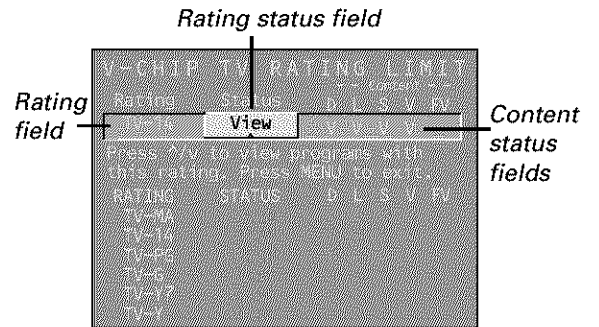 Rating status field
V-CHIP TV RATING LIMIT
Content
Rating Status D L S V FV
Rating field
View V V V V
Content status fields
Press ^/v to view programs with
this rating. Press MENU to exit.
RATING STATUS D L S V FV
TV-MA
TV-14
TV-PG
TV-G
TV-Y7
TV-Y